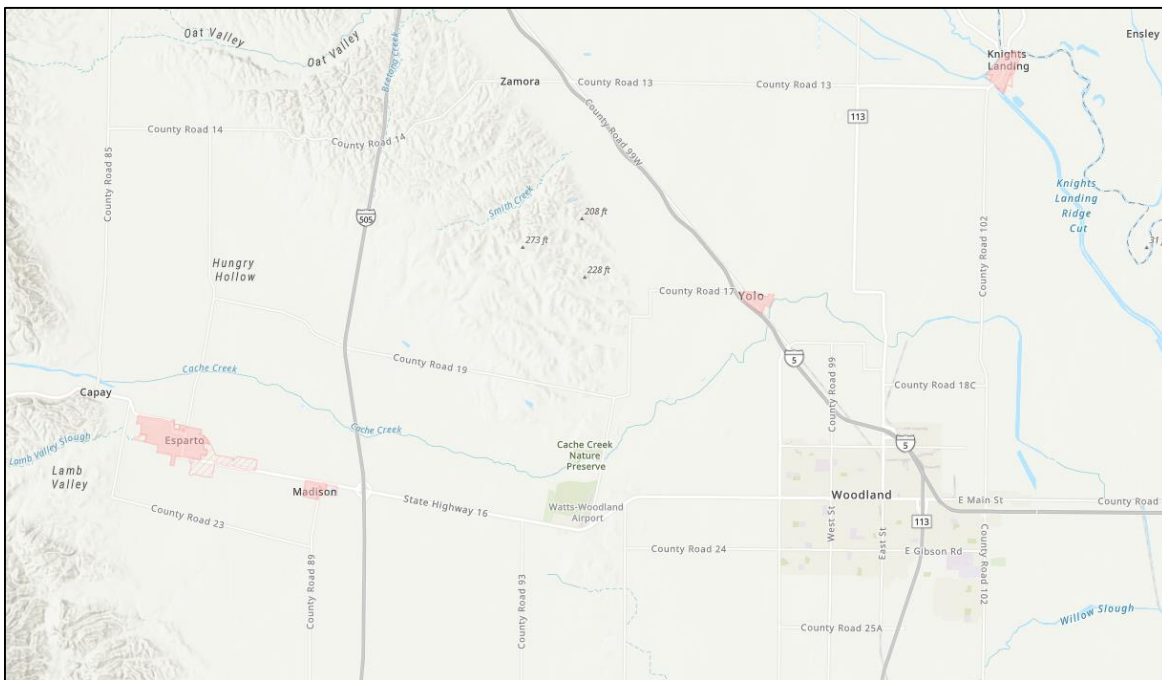 Oat Valley
Oat Valley
Bretona Creek
Ensley
Knights
Landing
Zamora
County Road 13
County Road 13
County Road 99W
113
County Road 14
County Road 14
County Road 85
Smith Creek
Knights
Landing
Ridge
Cut
505
208 ft
273 ft
228 ft
31
County Road 102
Hungry
Hollow
County Road 17
Yolo
Cache Creek
County Road 19
5
County Road 99
County Road 18C
Capay
Esparto
Cache Creek
Lamb Valley Slough
Lamb
Valley
Cache Creek
Nature
Preserve
5
Madison
State Highway 16
Watts-Woodland
Airport
Woodland
E Main St
County Road
County Road 23
West St
East St
113
County Road 24
E Gibson Rd
County Road 89
County Road 93
County Road 102
County Road 25A
Willow Slough